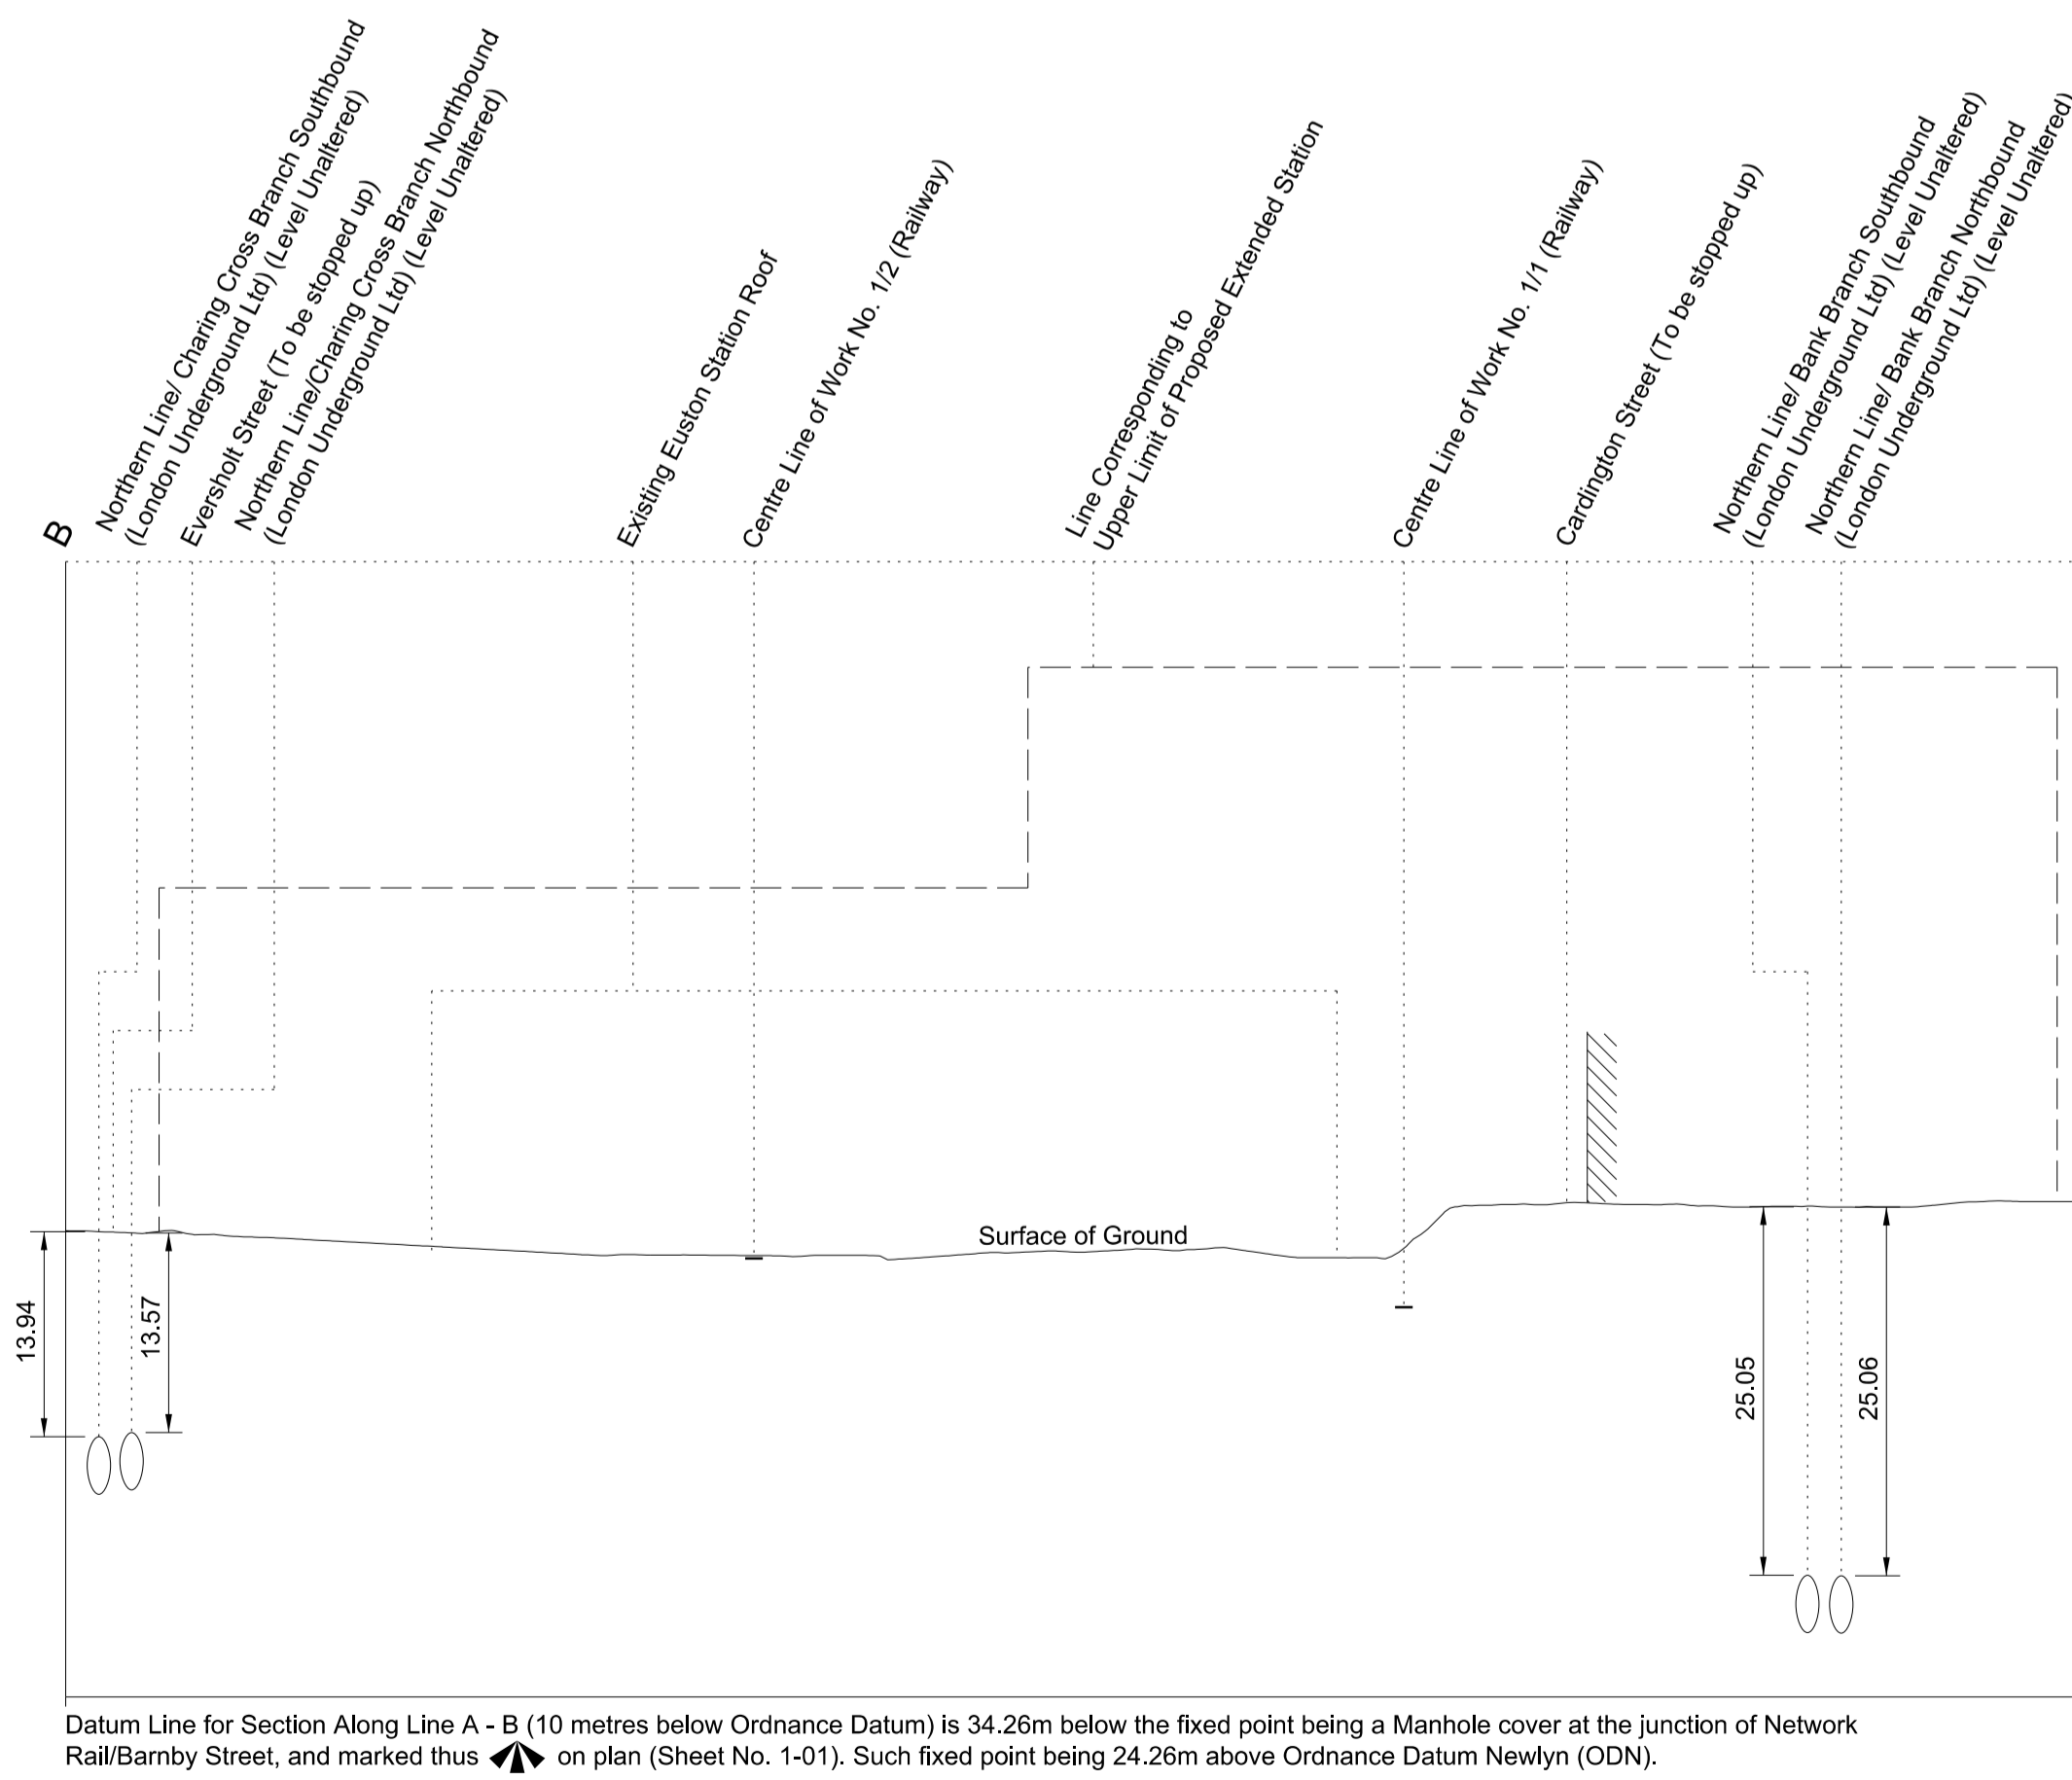 B
Northern Line/ Charing Cross Branch Southbound
(London Underground Ltd) (Level Unaltered)
Eversholt Street (To be stopped up)
Northern Line/Charing Cross Branch Northbound
(London Underground Ltd) (Level Unaltered)
Existing Euston Station Roof
Centre Line of Work No. 1/2 (Railway)
Line Corresponding to
Upper Limit of Proposed Extended Station
Centre Line of Work No. 1/1 (Railway)
Cardington Street (To be stopped up)
Northern Line/ Bank Branch Southbound
(London Underground Ltd) (Level Unaltered)
Northern Line/ Bank Branch Northbound
(London Underground Ltd) (Level Unaltered)
Surface of Ground
13.94
13.57
25.05
25.06
Datum Line for Section Along Line A - B (10 metres below Ordnance Datum) is 34.26m below the fixed point being a Manhole cover at the junction of Network
Rail/Barnby Street, and marked thus on plan (Sheet No. 1-01). Such fixed point being 24.26m above Ordnance Datum Newlyn (ODN).